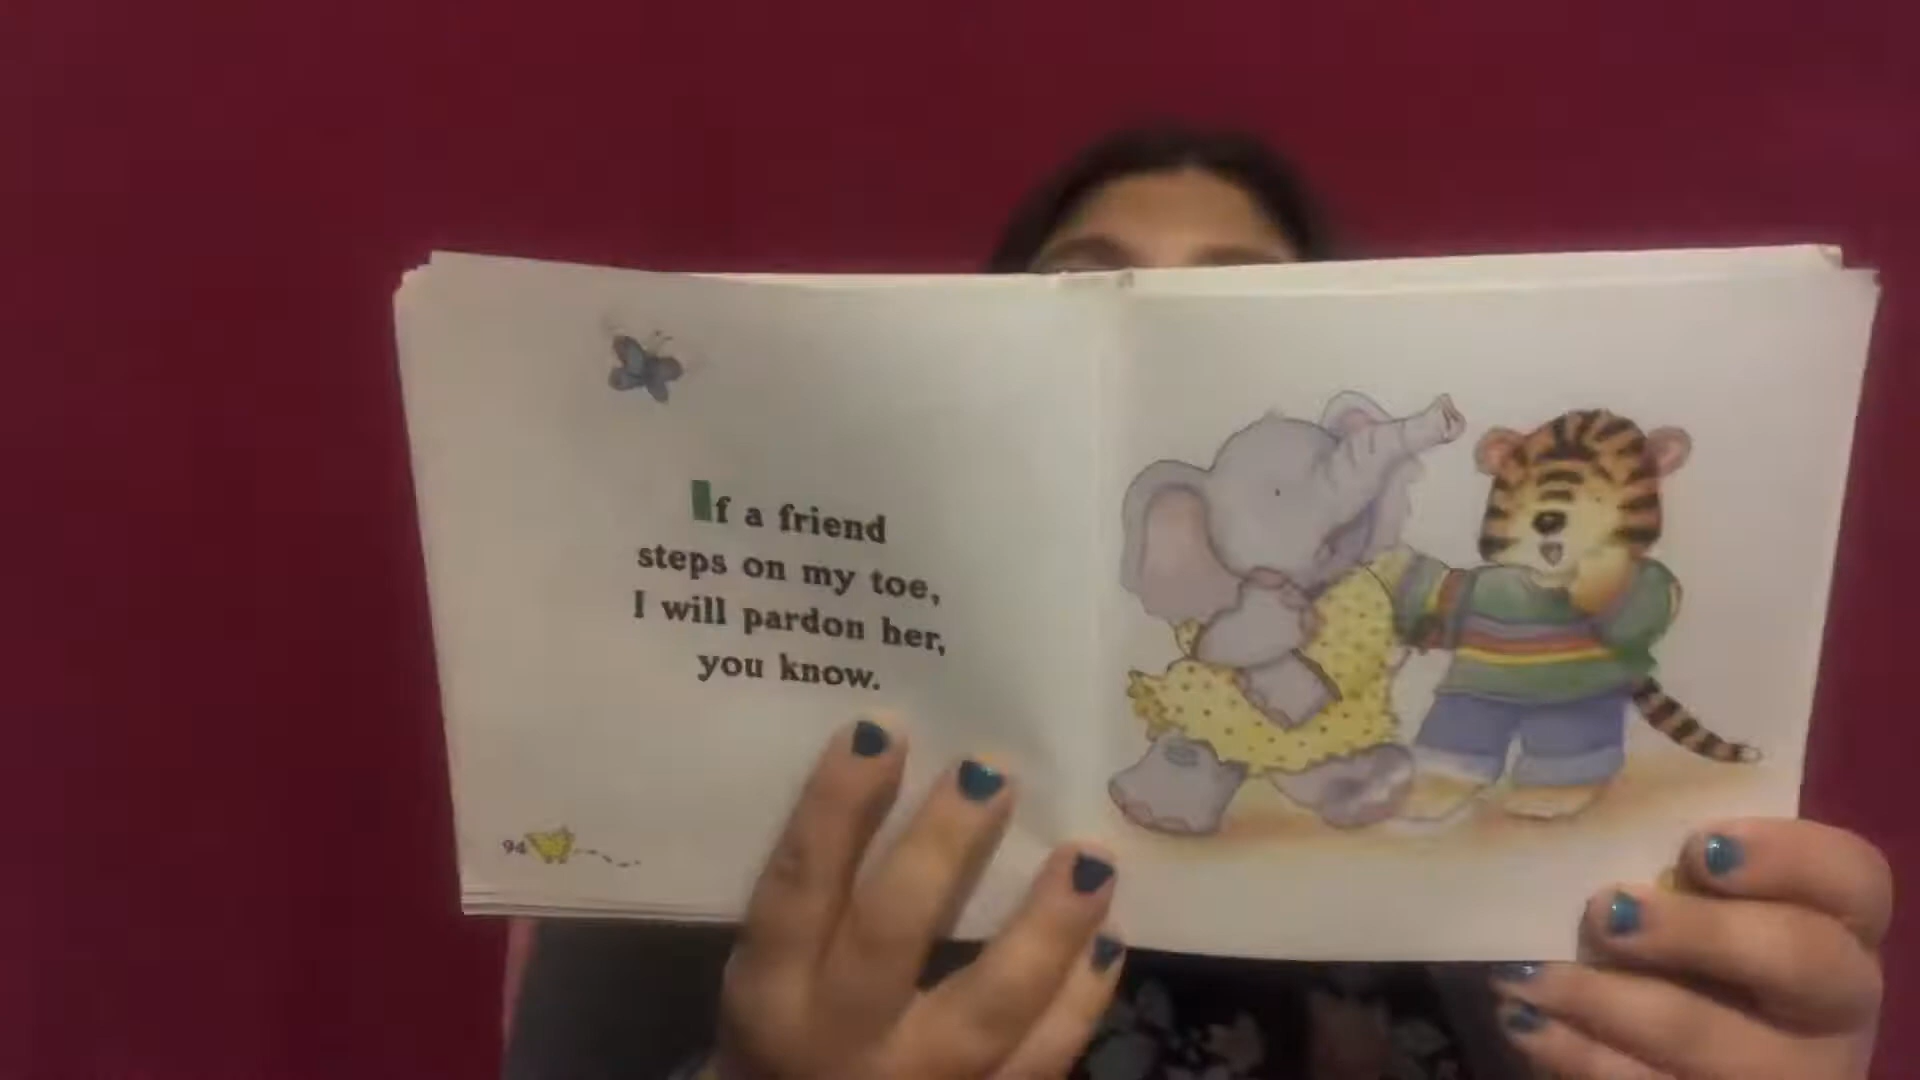 If a friend
steps on my toe,
I will pardon her,
you know.
94